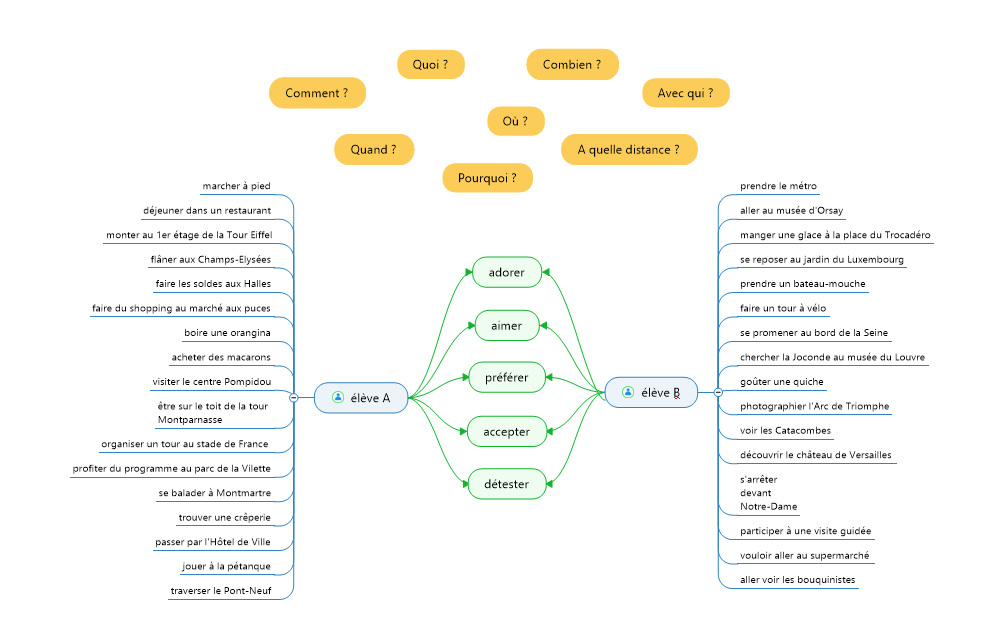 Quoi ?
Combien ?
Comment ?
Avec qui ?
Où ?
Quand ?
A quelle distance ?
Pourquoi ?
marcher à pied
déjeuner dans un restaurant
monter au 1er étage de la Tour Eiffel
flâner aux Champs-Elysées
faire les soldes aux Halles
faire du shopping au marché aux puces
boire une orangina
acheter des macarons
visiter le centre Pompidou
être sur le toit de la tour
Montparnasse
organiser un tour au stade de France
profiter du programme au parc de la Vilette
se balader à Montmartre
trouver une crêperie
passer par l'Hôtel de Ville
jouer à la pétanque
traverser le Pont-Neuf
élève A
adorer
aimer
préférer
accepter
détester
élève B
prendre le métro
aller au musée d'Orsay
manger une glace à la place du Trocadéro
se reposer au jardin du Luxembourg
prendre un bateau-mouche
faire un tour à vélo
se promener au bord de la Seine
chercher la Joconde au musée du Louvre
goûter une quiche
photographier l'Arc de Triomphe
voir les Catacombes
découvrir le château de Versailles
s'arrêter
devant
Notre-Dame
participer à une visite guidée
vouloir aller au supermarché
aller voir les bouquinistes